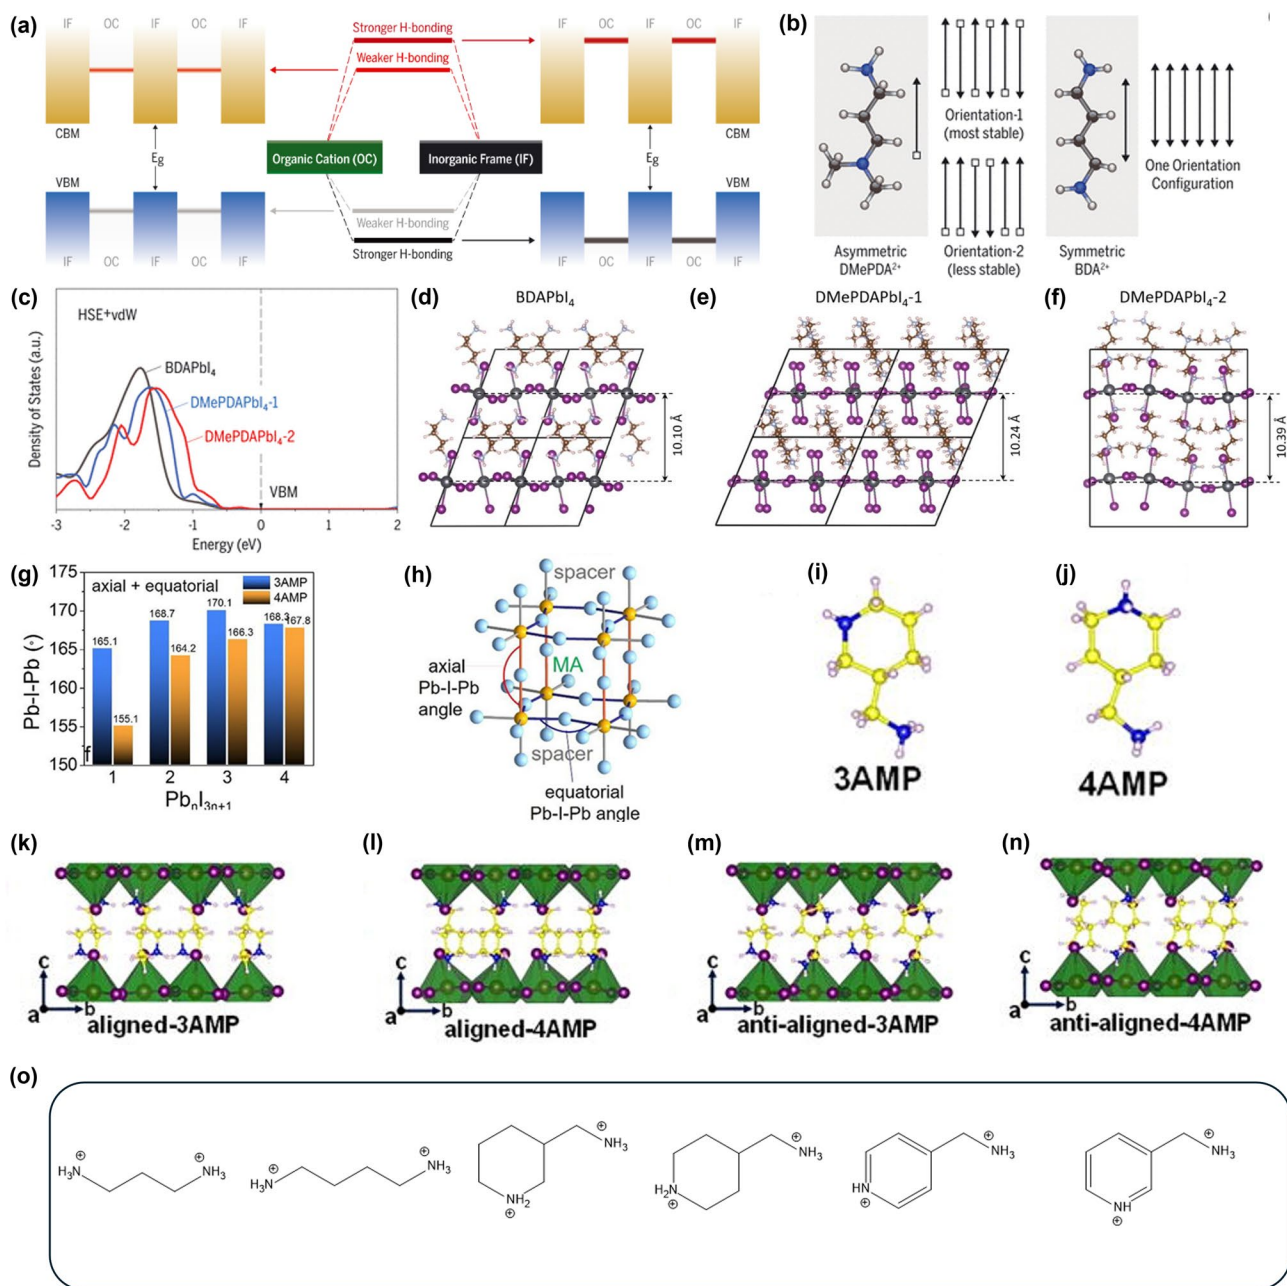 (a)
IF OC IF OC IF
Stronger H-bonding
Weaker H-bonding
IF OC IF OC IF
CBM
CBM
Eg
Organic Cation (OC)
Inorganic Frame (IF)
Eg
VBM
VBM
Weaker H-bonding
Stronger H-bonding
IF OC IF OC IF
IF OC IF OC IF
(b)
Orientation-1
(most stable)
One Orientation
Configuration
Asymmetric
DMePDA²⁺
Orientation-2
(less stable)
Symmetric
BDA²⁺
(c)
HSE+vdW
BDAPbI₄
DMePDAPbI₄-1
DMePDAPbI₄-2
VBM
Density of States (a.u.)
-3 -2 -1 0 1 2
Energy (eV)
(d)
BDAPbI₄
10.10 Å
(e)
DMePDAPbI₄-1
10.24 Å
(f)
DMePDAPbI₄-2
10.39 Å
(g)
axial + equatorial
3AMP
4AMP
175
170
165
160
155
150
Pb-I-Pb (°)
165.1
155.1
168.7
164.2
170.1
166.3
168.3
167.8
f
1 2 3 4
PbₙI₃ₙ₊₁
(h)
spacer
axial
Pb-I-Pb
angle
MA
spacer
equatorial
Pb-I-Pb angle
(i)
3AMP
(j)
4AMP
(k)
c
a
b
aligned-3AMP
(l)
c
a
b
aligned-4AMP
(m)
c
a
b
anti-aligned-3AMP
(n)
c
a
b
anti-aligned-4AMP
(o)
H₃N ⊕
⊕ NH₃
H₃N ⊕
⊕ NH₃
⊕ NH₃
NH₂ ⊕
⊕ NH₃
H₂N ⊕
⊕ NH₃
HN ⊕
⊕ NH₃
NH ⊕